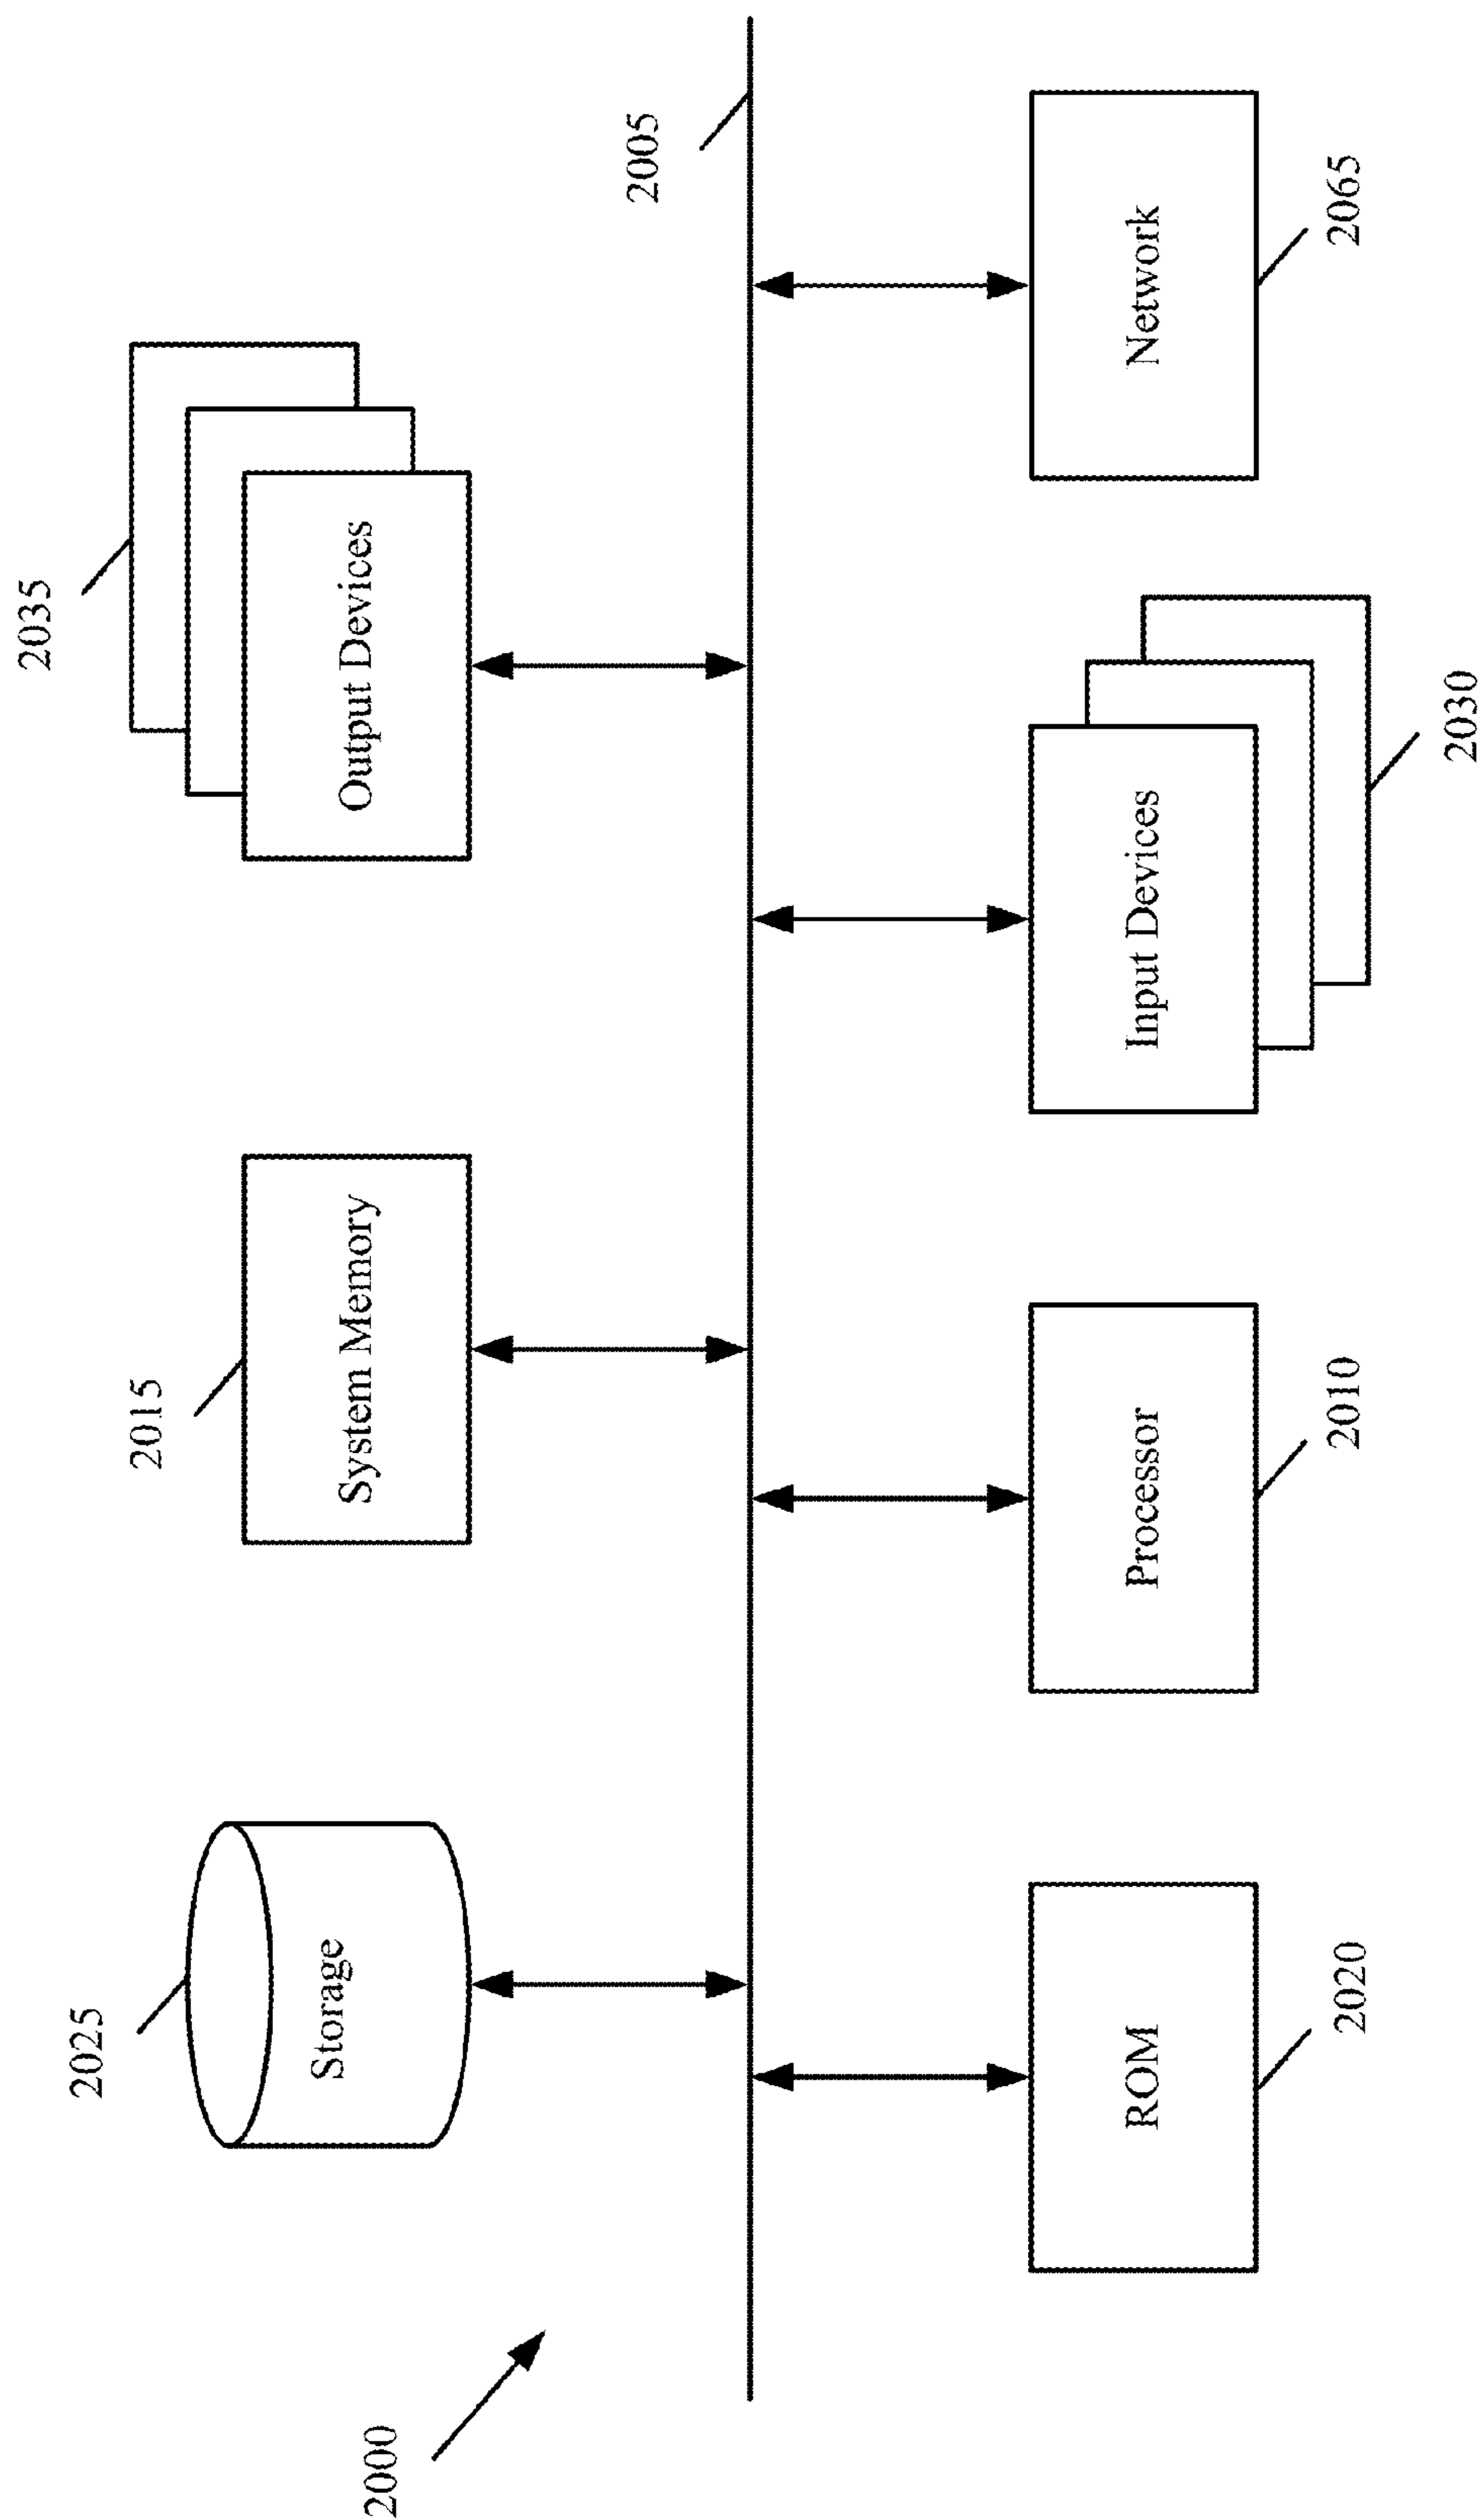 2035
2025
2015
Output Devices
Storage
System Memory
2000
2005
ROM
Processor
Input Devices
Network
2020
2010
2065
2030